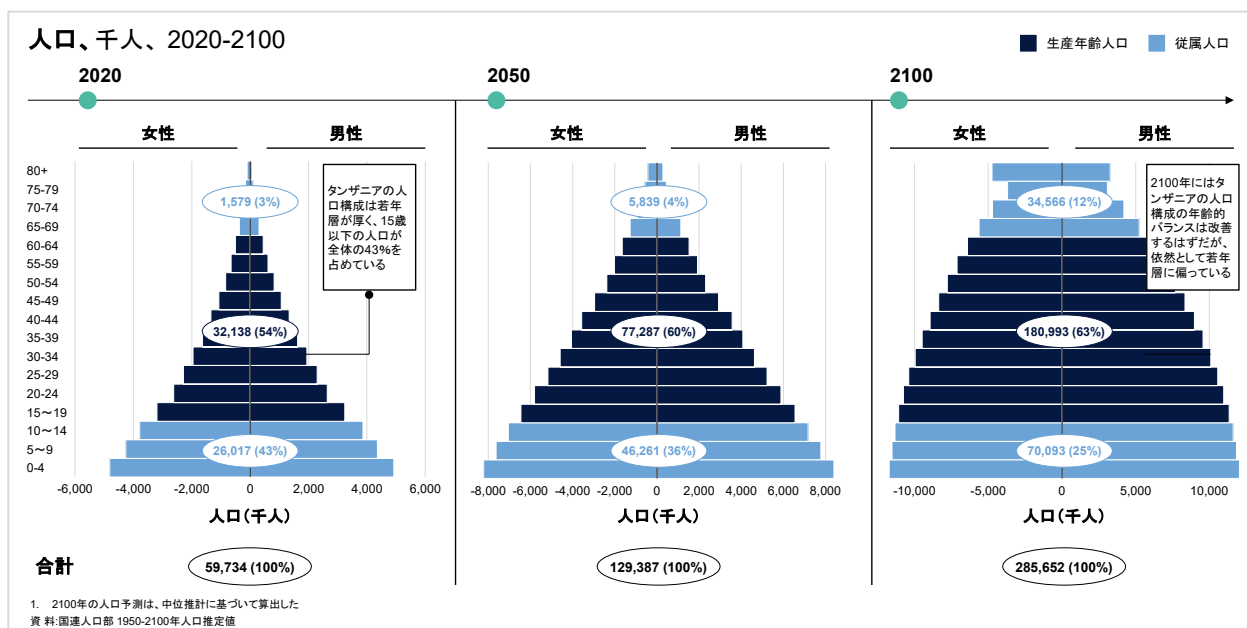 人口、千人、 2020-2100
生産年齢人口
従属人口
2020
2050
2100
女性
男性
女性
男性
女性
男性
80+
75-79
70-74
65-69
60-64
55-59
50-54
45-49
40-44
35-39
30-34
25-29
20-24
15～19
10～14
5～9
0-4
1,579 (3%)
32,138 (54%)
26,017 (43%)
タンザニアの人
口構成は若年
層が厚く、15歳
以下の人口が
全体の43%を
占めている
-6,000
-4,000
-2,000
0
2,000
4,000
6,000
人口（千人）
5,839 (4%)
77,287 (60%)
46,261 (36%)
-8,000
-6,000
-4,000
-2,000
0
2,000
4,000
6,000
8,000
人口（千人）
34,566 (12%)
180,993 (63%)
70,093 (25%)
2100年にはタ
ンザニアの人口
構成の年齢的
バランスは改善
するはずだが、
依然として若年
層に偏っている
-10,000
-5,000
0
5,000
10,000
人口（千人）
合計
59,734 (100%)
129,387 (100%)
285,652 (100%)
1. 2100年の人口予測は、中位推計に基づいて算出した
資 料:国連人口部 1950-2100年人口推定値